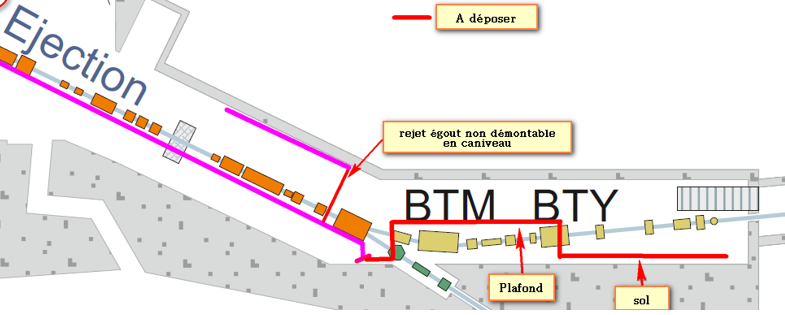 A déposer
Ejection
rejet égout non démontable
en caniveau
BTM BTY
Plafond
sol